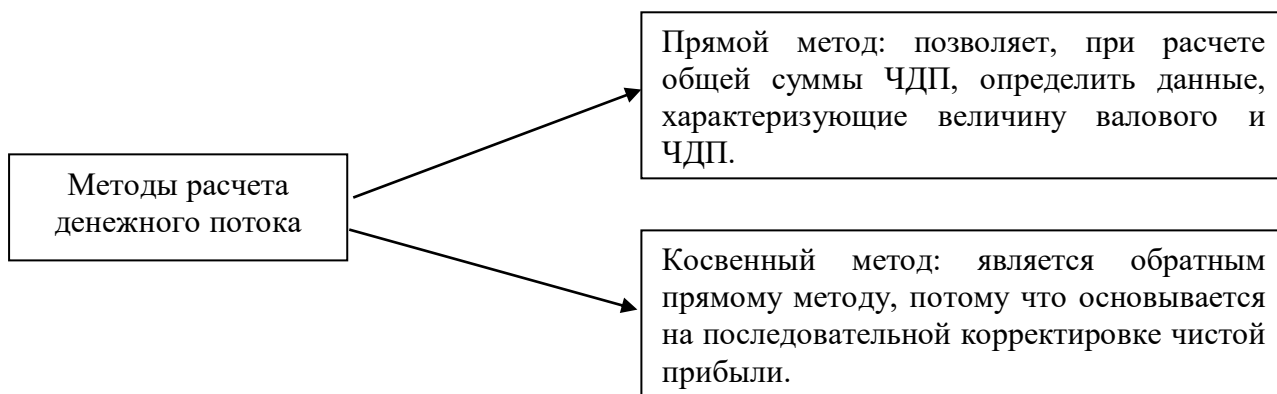 Прямой метод: позволяет, при расчете
общей суммы ЧДП, определить данные,
характеризующие величину валового и
ЧДП.
Методы расчета
денежного потока
Косвенный метод: является обратным
прямому методу, потому что основывается
на последовательной корректировке чистой
прибыли.